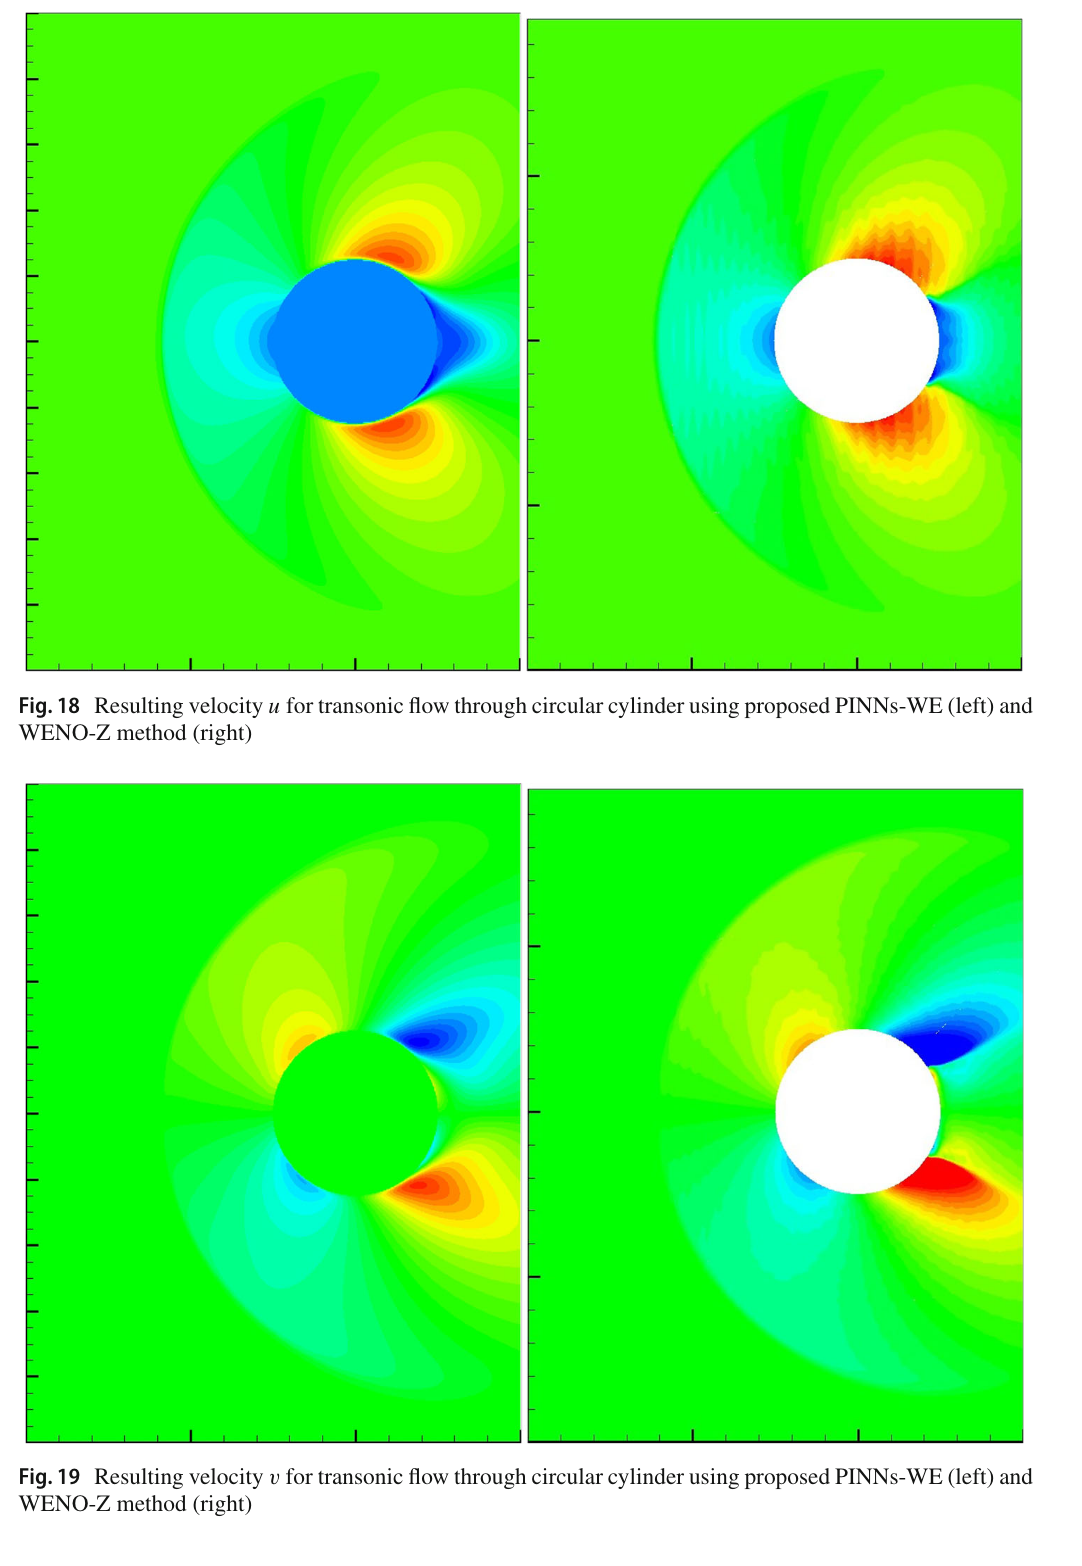 Fig. 18 Resulting velocity u for transonic flow through circular cylinder using proposed PINNs-WE (left) and
WENO-Z method (right)
Fig. 19 Resulting velocity v for transonic flow through circular cylinder using proposed PINNs-WE (left) and
WENO-Z method (right)